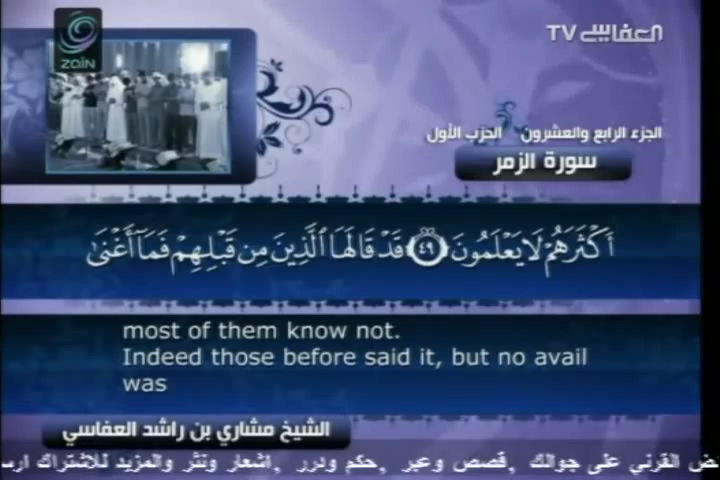 zain
العفاسي TV
الجزء الرابع والعشرون الحزب الأول
سورة الزمر
أَكْثَرَهُمْ لَا يَعْلَمُونَ ٤٩ قَدْ قَالَهَا ٱلَّذِينَ مِن قَبْلِهِمْ فَمَآ أَغْنَىٰ
most of them know not.
Indeed those before said it, but no avail
was
الشيخ مشاري بن راشد العفاسي
القرني على جوالك ,قصص وعبر ,حكم ودرر ,اشعار ونثر والمزيد للاشتراك